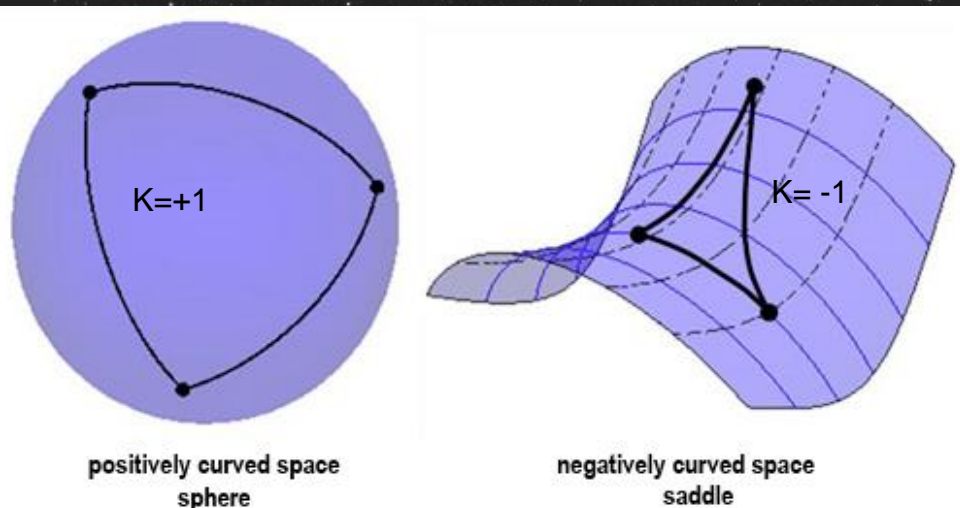 K=+1
K= -1
positively curved space
sphere
negatively curved space
saddle